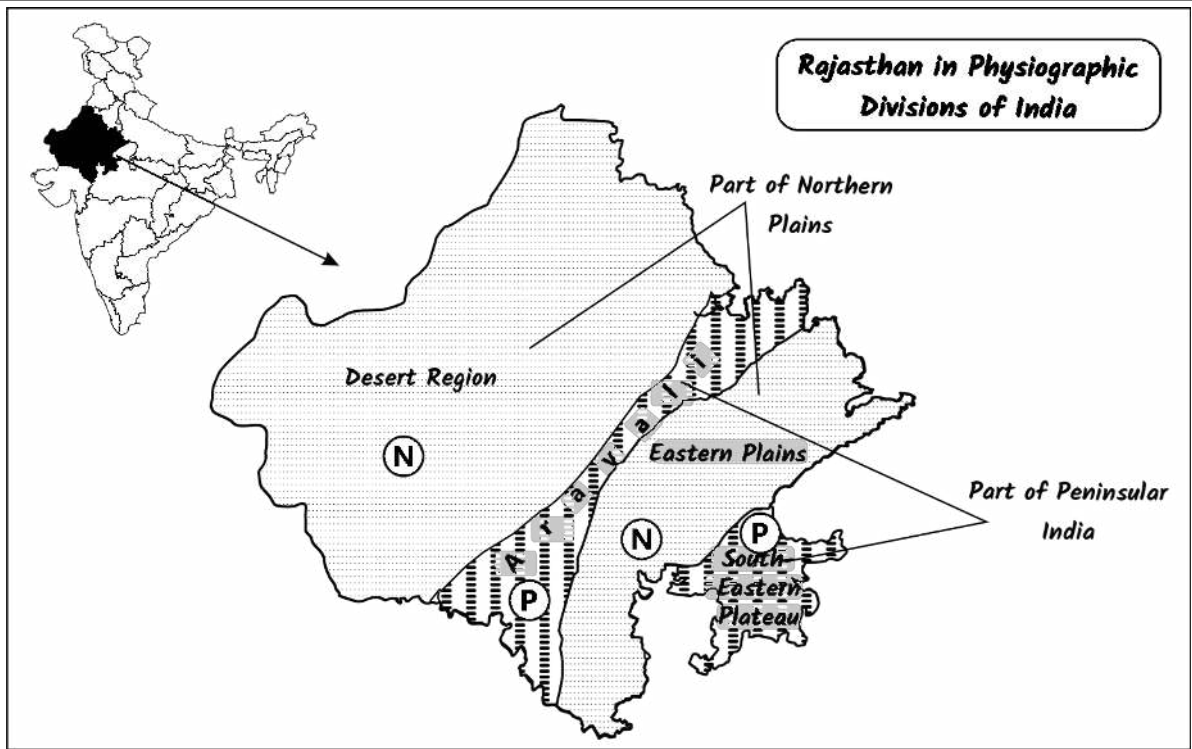 Rajasthan in Physiographic
Divisions of India
Part of Northern
Plains
Desert Region
Aravali
Eastern Plains
N
N
Part of Peninsular
India
P
South
Eastern
Plateau
P